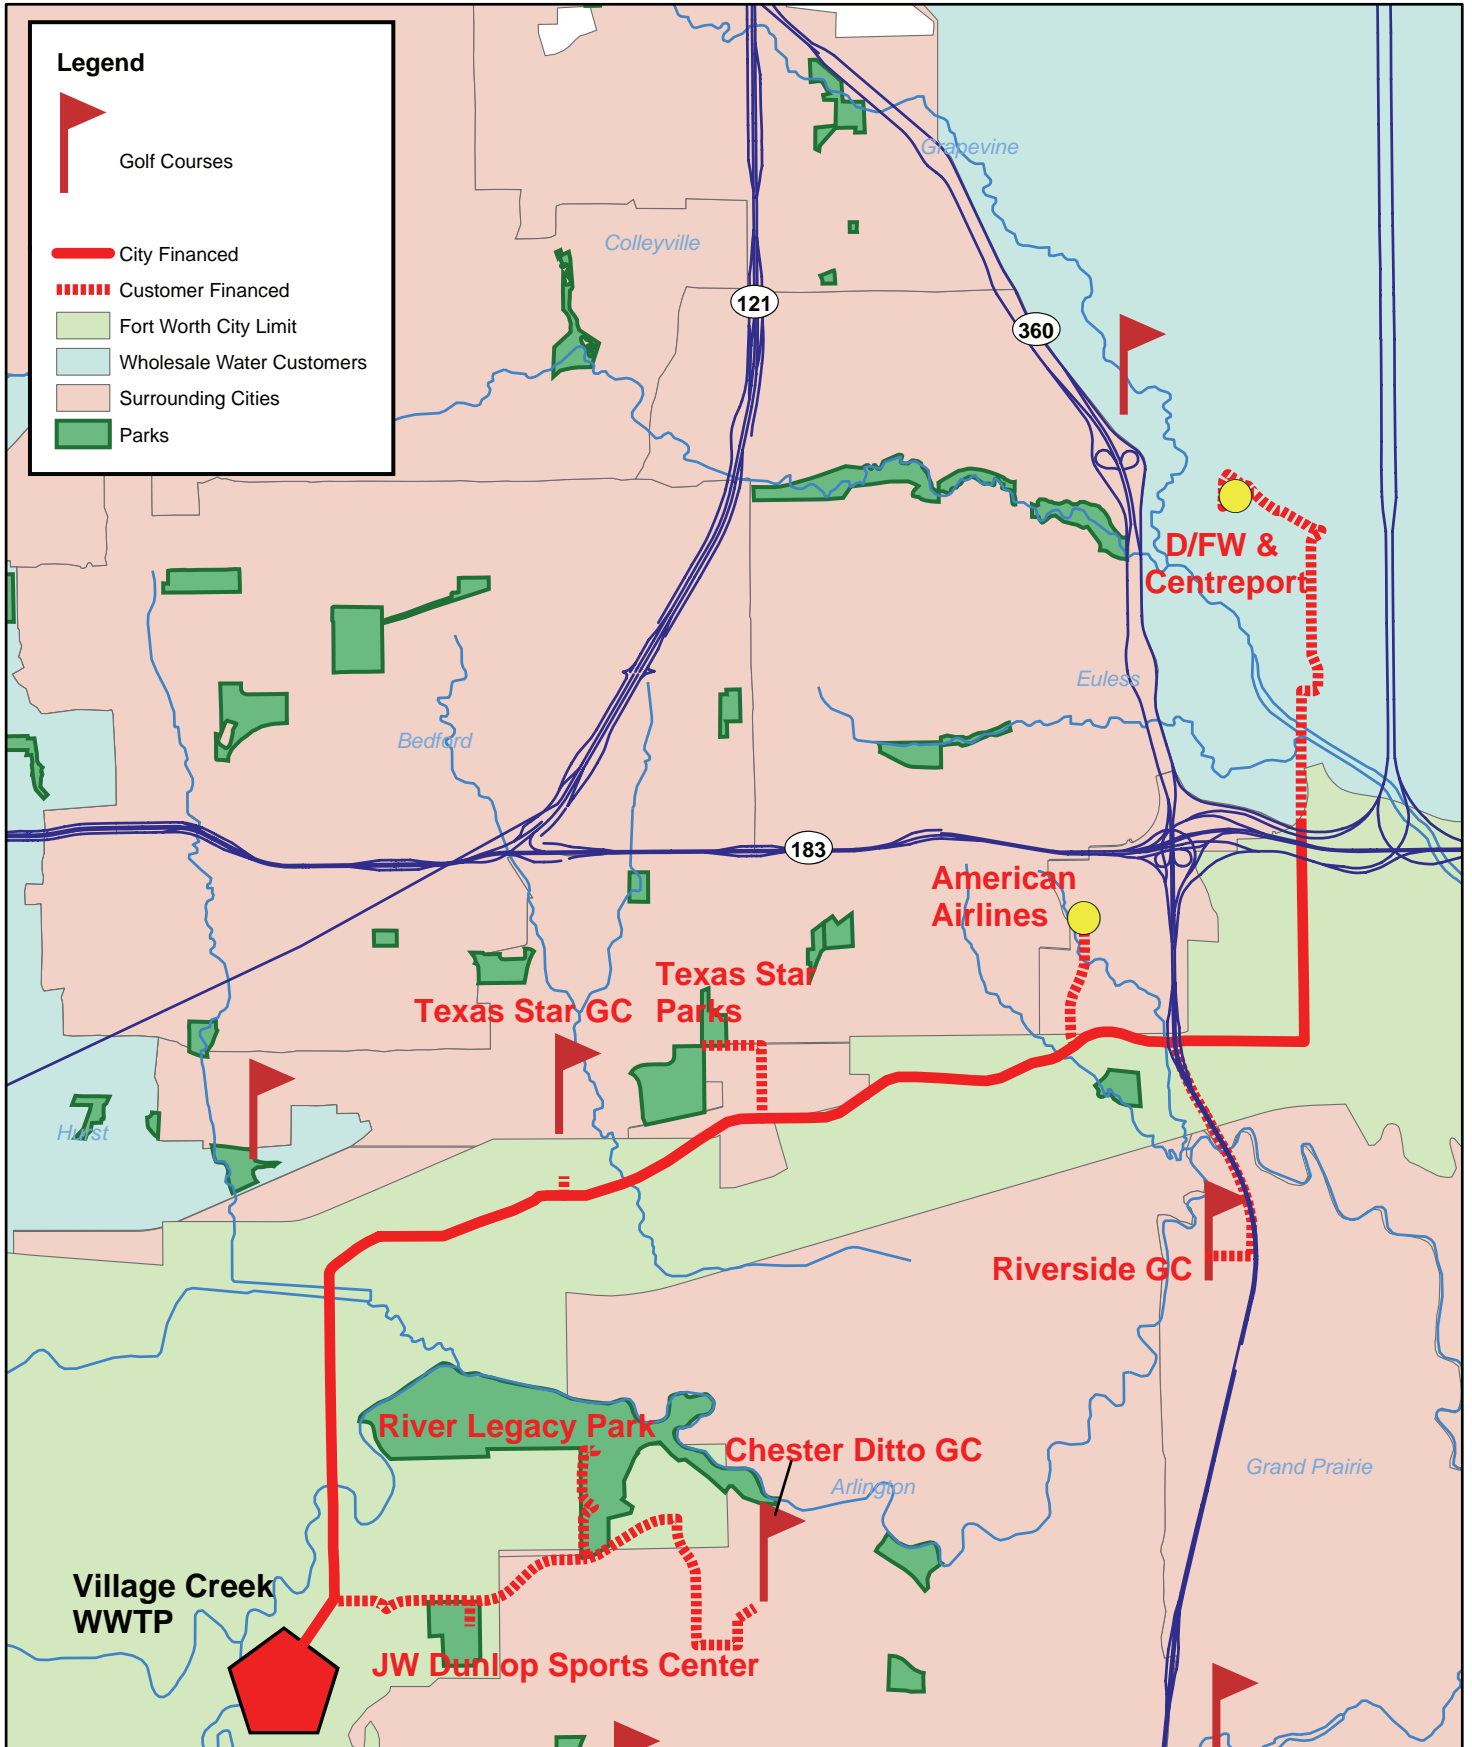 Legend
Golf Courses
City Financed
Customer Financed
Fort Worth City Limit
Wholesale Water Customers
Surrounding Cities
Parks
Grapevine
Colleyville
121
360
D/FW &
Centreport
Euless
Bedford
183
American
Airlines
Texas Star
Parks
Texas Star GC
Hurst
Riverside GC
River Legacy Park
Chester Ditto GC
Arlington
Grand Prairie
Village Creek
WWTP
JW Dunlop Sports Center